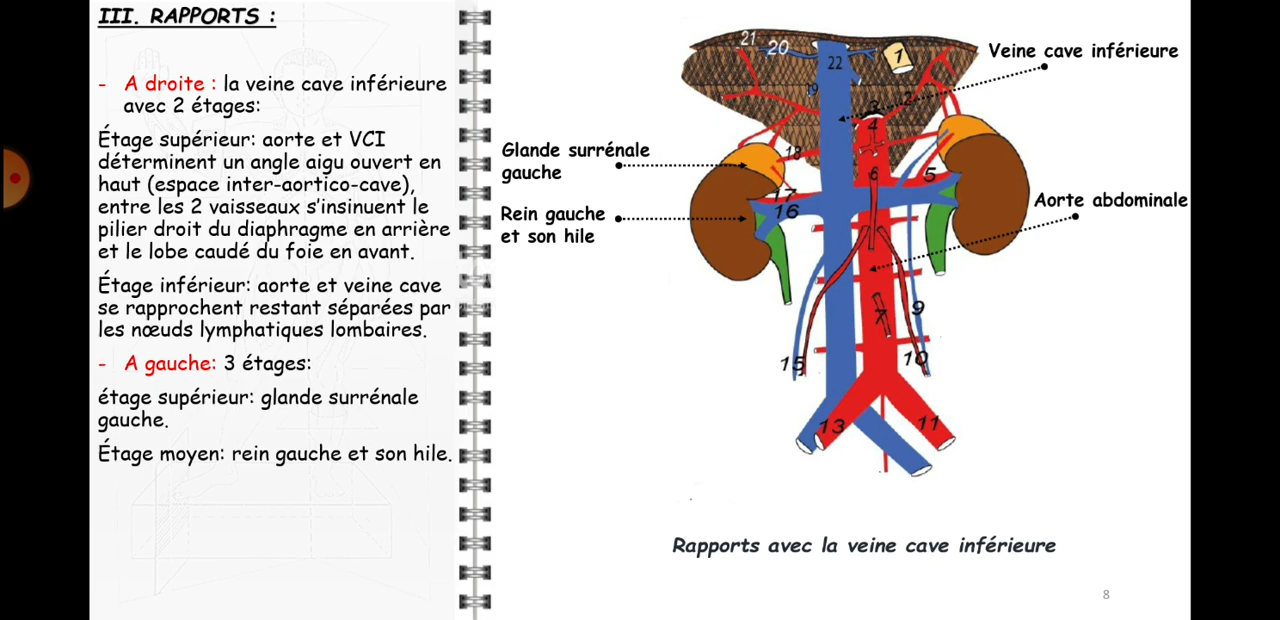 III. RAPPORTS :
- A droite : la veine cave inférieure
avec 2 étages:
Étage supérieur: aorte et VCI
déterminent un angle aigu ouvert en
haut (espace inter-aortico-cave),
entre les 2 vaisseaux s'insinuent le
pilier droit du diaphragme en arrière
et le lobe caudé du foie en avant.
Étage inférieur: aorte et veine cave
se rapprochent restant séparées par
les nœuds lymphatiques lombaires.
- A gauche: 3 étages:
étage supérieur: glande surrénale
gauche.
Étage moyen: rein gauche et son hile.
21
20
22
1
Veine cave inférieure
19
2
3
4
Glande surrénale
gauche
18
6
5
17
16
Rein gauche
et son hile
Aorte abdominale
7
9
15
10
13
11
Rapports avec la veine cave inférieure
8